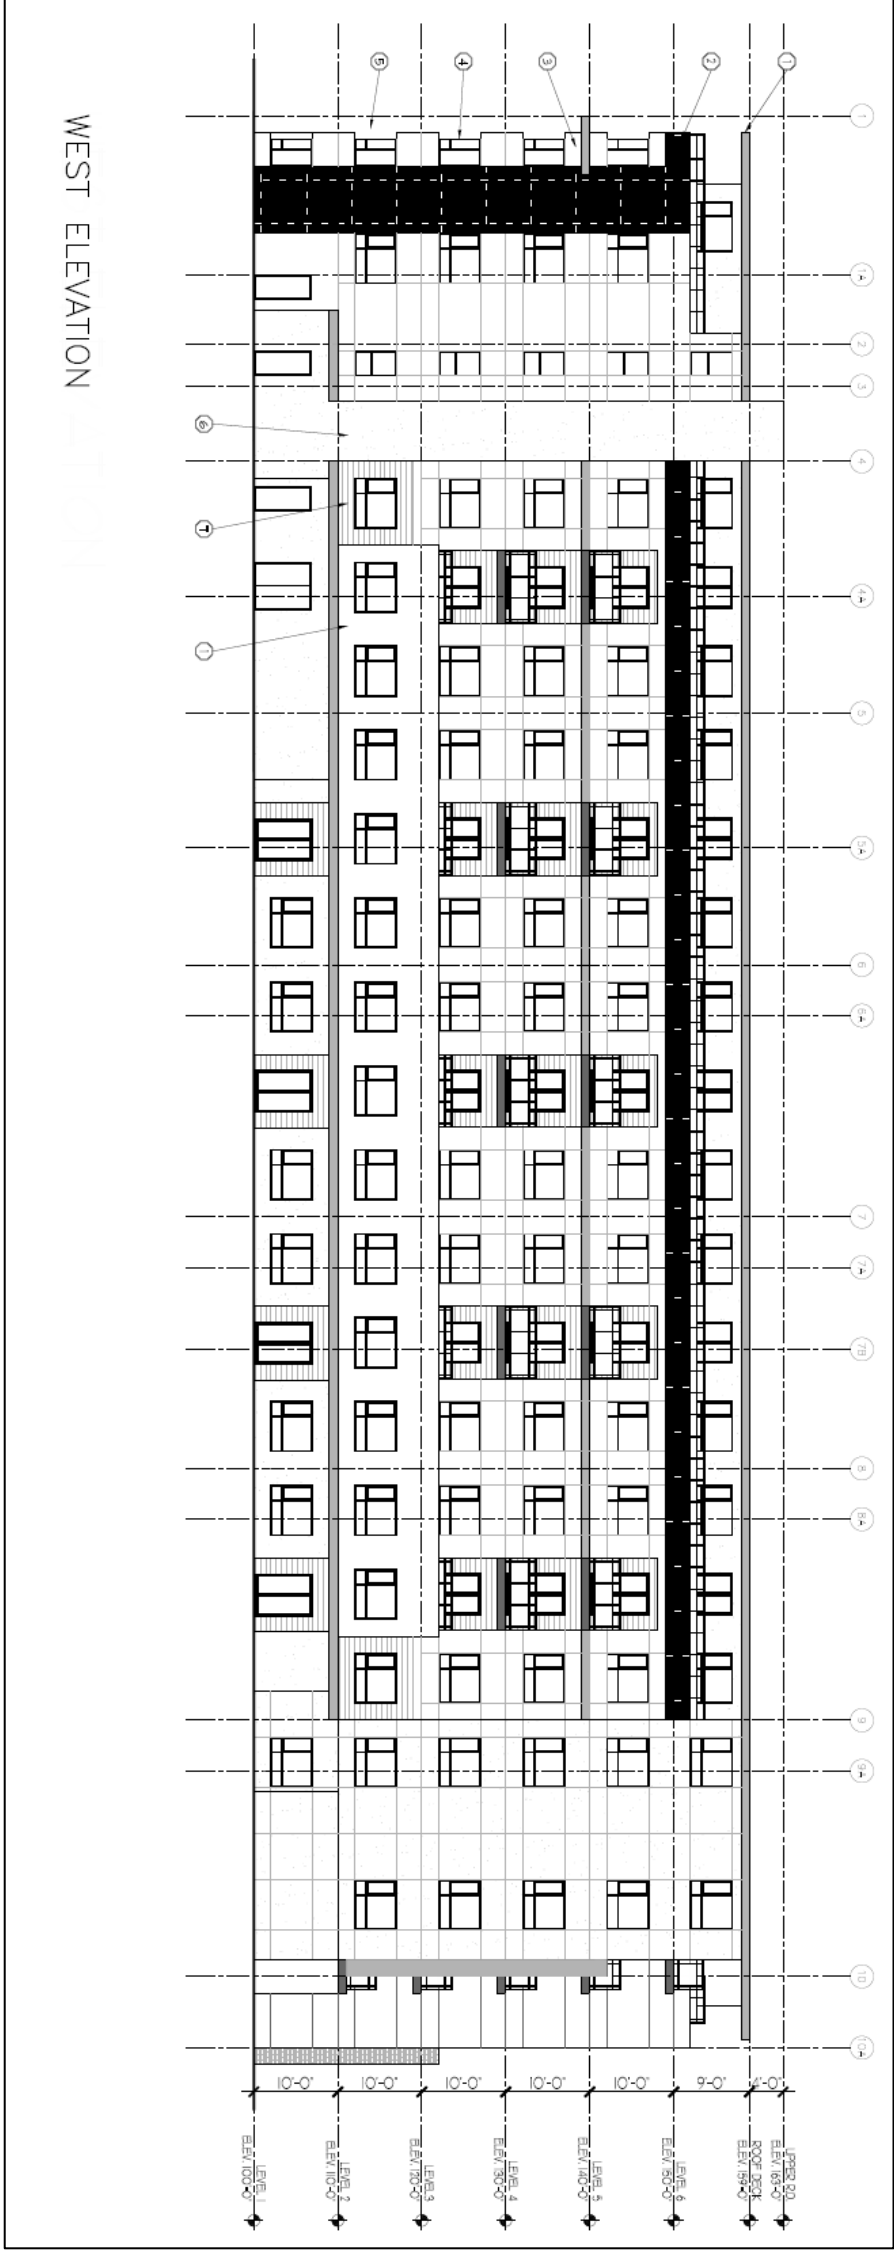 1 1A 2 3 4 4A 5 5A 6 6A 7 7A 7B 8 8A 9 9A 10 10A
1
2
3
4
5
4'-0"
9'-0"
10'-0"
10'-0"
10'-0"
10'-0"
10'-0"
UPPER R.D.
ELEV. 163'-0"
ROOF DECK
ELEV. 159'-0"
LEVEL 6
ELEV. 150'-0"
LEVEL 5
ELEV. 140'-0"
LEVEL 4
ELEV. 130'-0"
LEVEL 3
ELEV. 120'-0"
LEVEL 2
ELEV. 110'-0"
LEVEL 1
ELEV. 100'-0"
6 7 1
WEST ELEVATION